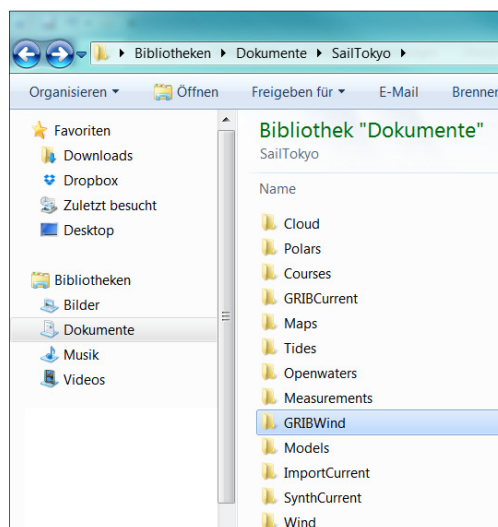 Bibliotheken Dokumente SailTokyo
Organisieren Öffnen Freigeben für E-Mail Brennen
Favoriten
Downloads
Dropbox
Zuletzt besucht
Desktop
Bibliotheken
Bilder
Dokumente
Musik
Videos
Bibliothek "Dokumente"
SailTokyo
Name
Cloud
Polars
Courses
GRIBCurrent
Maps
Tides
Openwaters
Measurements
GRIBWind
Models
ImportCurrent
SynthCurrent
Wind